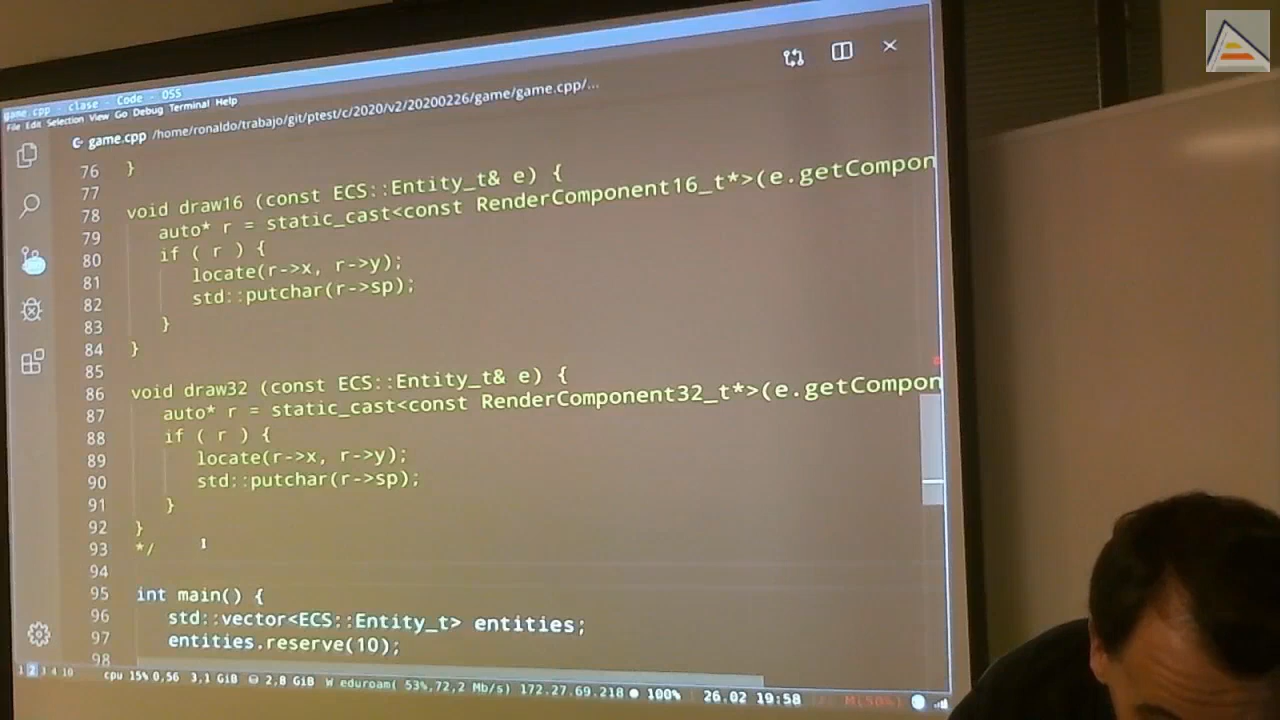 game.cpp - clase - Code - OSS
File Edit Selection View Go Debug Terminal Help
game.cpp /home/ronaldo/trabajo/git/ptest/c/2020/v2/20200226/game/game.cpp/...
76 }
77
78 void draw16 (const ECS::Entity_t& e) {
79 auto* r = static_cast<const RenderComponent16_t*>(e.getCompon
80 if ( r ) {
81 locate(r->x, r->y);
82 std::putchar(r->sp);
83 }
84 }
85
86 void draw32 (const ECS::Entity_t& e) {
87 auto* r = static_cast<const RenderComponent32_t*>(e.getCompon
88 if ( r ) {
89 locate(r->x, r->y);
90 std::putchar(r->sp);
91 }
92 }
93 */
94
95 int main() {
96 std::vector<ECS::Entity_t> entities;
97 entities.reserve(10);
98
1 2 3 4 10 cpu 15% 0,56 3,1 GiB 2,8 GiB W eduroam( 53%,72,2 Mb/s) 172.27.69.218 100% 26.02 19:58